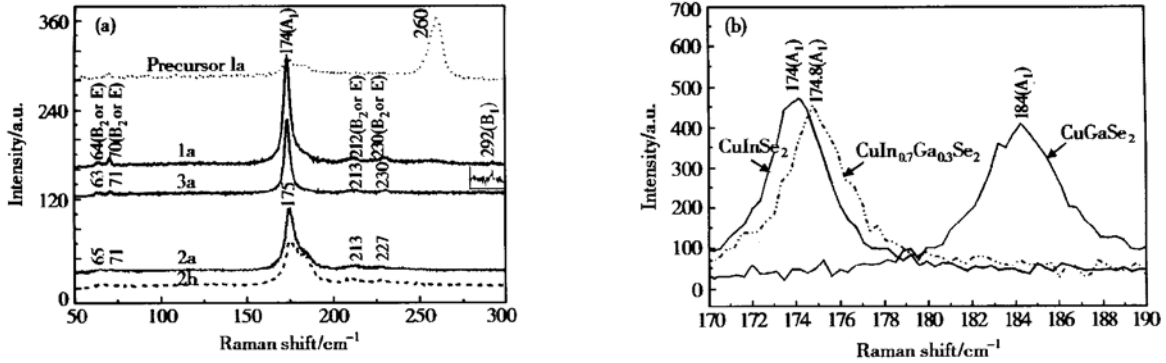 (a)
360
240
120
0
Intensity/a.u.
Precursor 1a
174(A₁)
260
64(B₂ or E)
70(B₂ or E)
212(B₂ or E)
230(B₂ or E)
292(B₁)
1a
63
71
3a
213
230
175
65
71
2a
213
227
2b
50
100
150
200
250
300
Raman shift/cm⁻¹
(b)
700
600
500
400
300
200
100
0
Intensity/a.u.
174(A₁)
174.8(A₁)
184(A₁)
CuInSe₂
CuIn₀.₇Ga₀.₃Se₂
CuGaSe₂
170
172
174
176
178
180
182
184
186
188
190
Raman shift/cm⁻¹